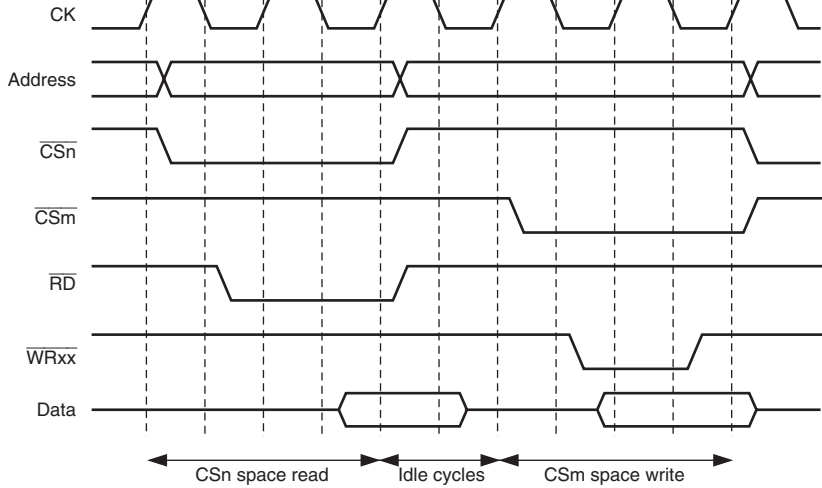 CK
Address
CSn
CSm
RD
WRxx
Data
CSn space read
Idle cycles
CSm space write